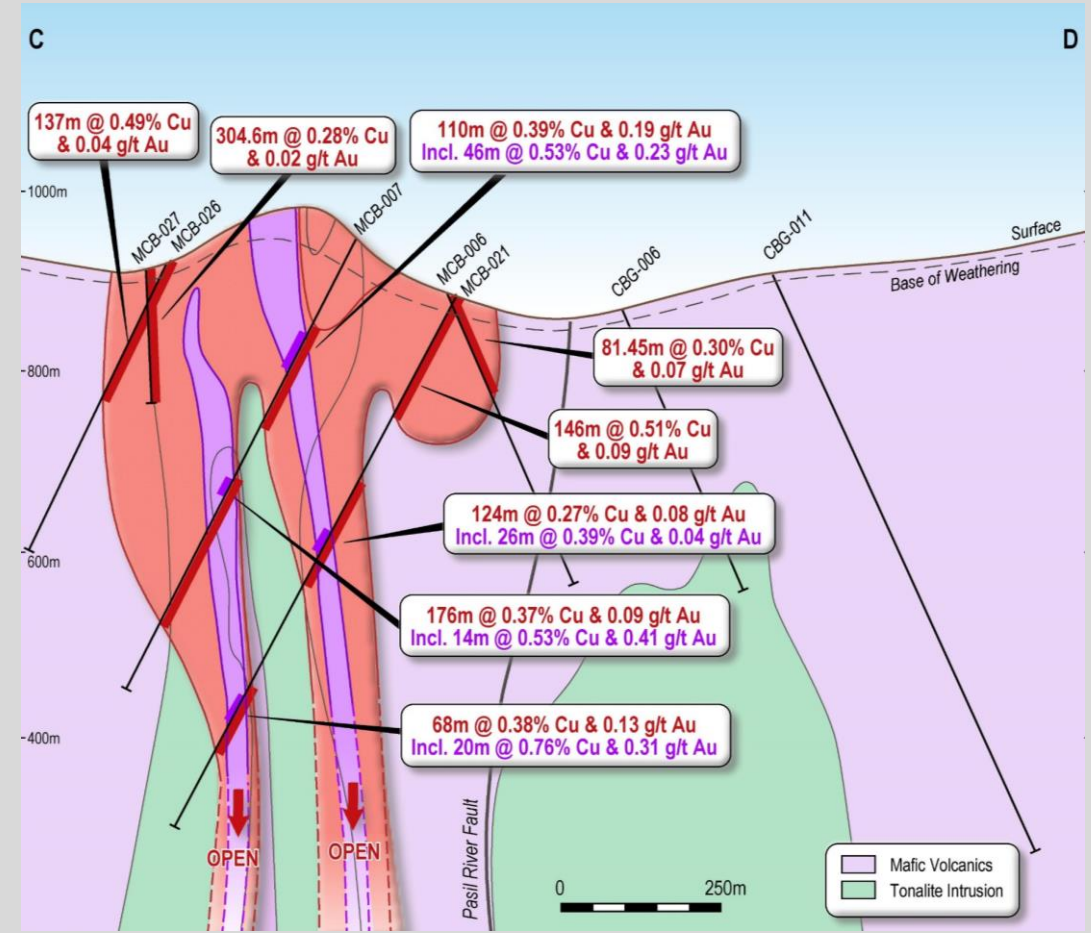 C
D
137m @ 0.49% Cu
& 0.04 g/t Au
304.6m @ 0.28% Cu
& 0.02 g/t Au
110m @ 0.39% Cu & 0.19 g/t Au
Incl. 46m @ 0.53% Cu & 0.23 g/t Au
1000m
MCB-027
MCB-026
MCB-007
MCB-006
MCB-021
CBG-006
CBG-011
Surface
Base of Weathering
800m
81.45m @ 0.30% Cu
& 0.07 g/t Au
146m @ 0.51% Cu
& 0.09 g/t Au
124m @ 0.27% Cu & 0.08 g/t Au
Incl. 26m @ 0.39% Cu & 0.04 g/t Au
600m
176m @ 0.37% Cu & 0.09 g/t Au
Incl. 14m @ 0.53% Cu & 0.41 g/t Au
68m @ 0.38% Cu & 0.13 g/t Au
Incl. 20m @ 0.76% Cu & 0.31 g/t Au
400m
OPEN
OPEN
Pasil River Fault
0
250m
Mafic Volcanics
Tonalite Intrusion